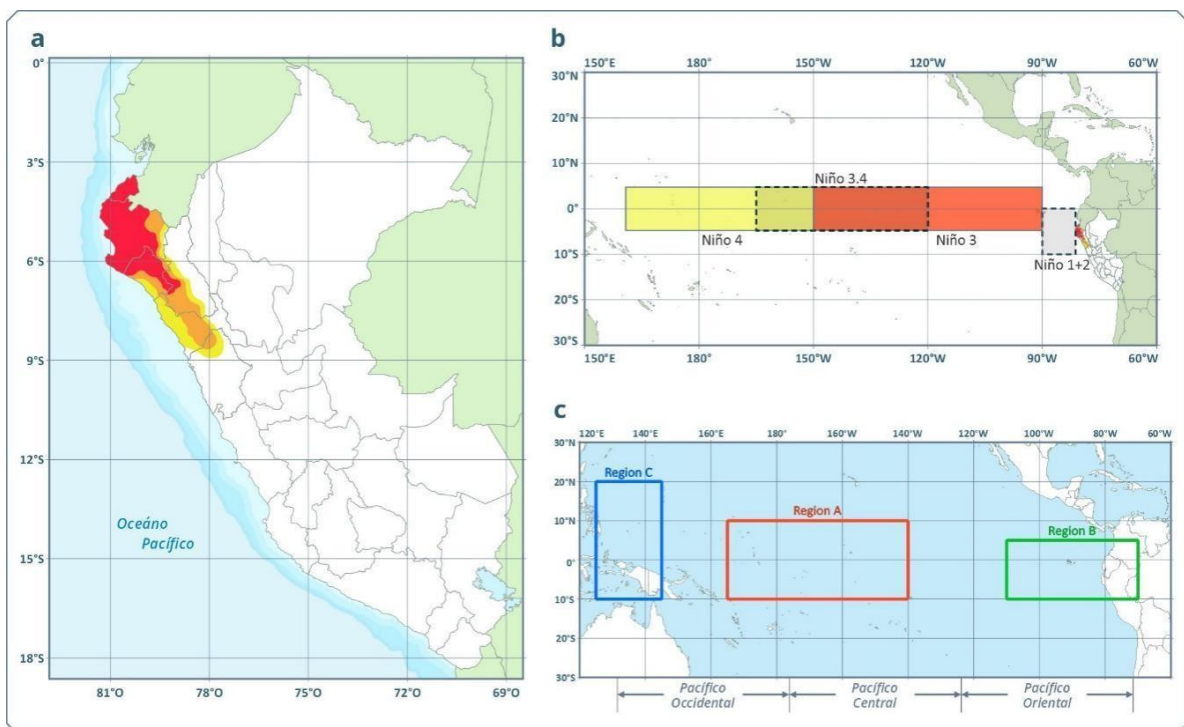 a
0°
3°S
6°S
9°S
12°S
15°S
18°S
81°O
78°O
75°O
72°O
69°O
Oceáno
Pacífico
b
150°E
180°
150°W
120°W
90°W
60°W
30°N
20°N
10°N
0°
10°S
20°S
30°S
Niño 3.4
Niño 4
Niño 3
Niño 1+2
150°E
180°
150°W
120°W
90°W
60°W
c
120°E
140°E
160°
180°
160°
140°W
120°W
100°W
80°W
60°W
30°N
20°N
10°N
0°
10°S
20°S
30°S
Region C
Region A
Region B
Pacífico
Occidental
Pacífico
Central
Pacífico
Oriental